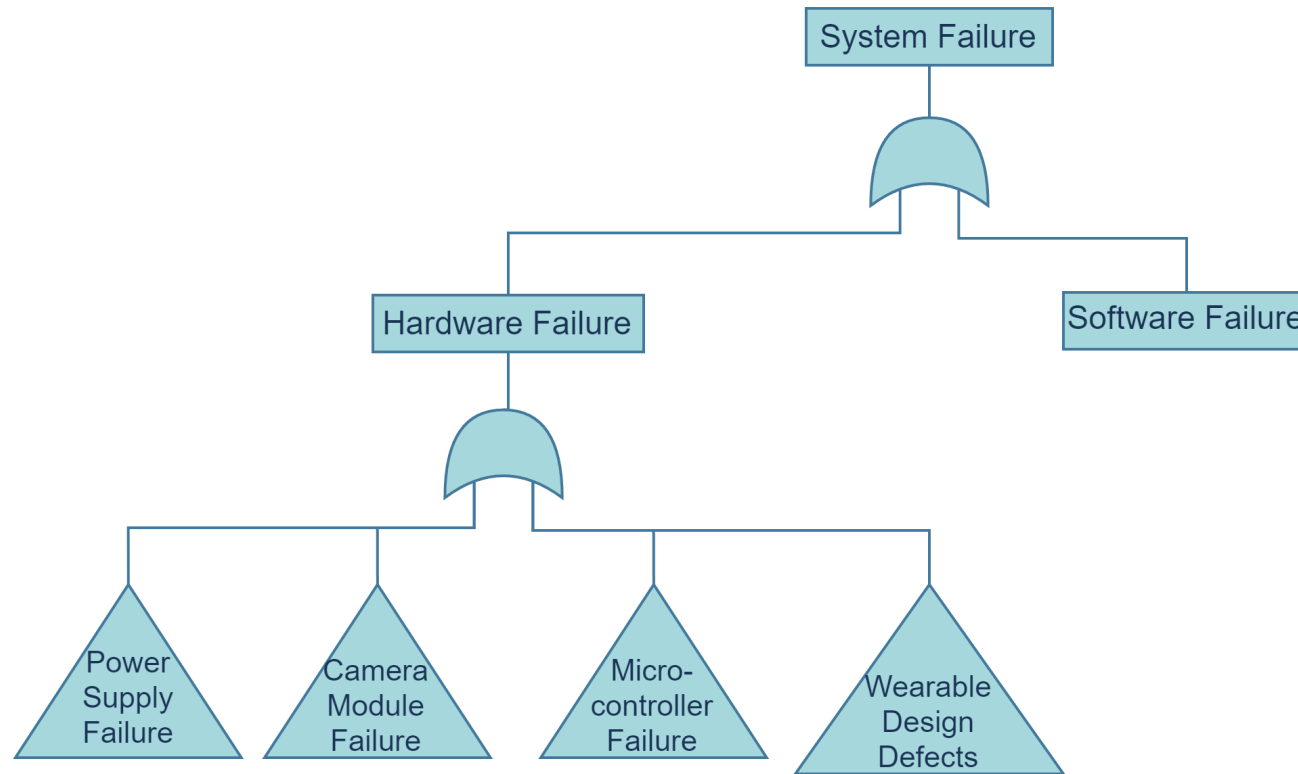 System Failure
Hardware Failure
Software Failure
Power
Supply
Failure
Camera
Module
Failure
Micro-
controller
Failure
Wearable
Design
Defects